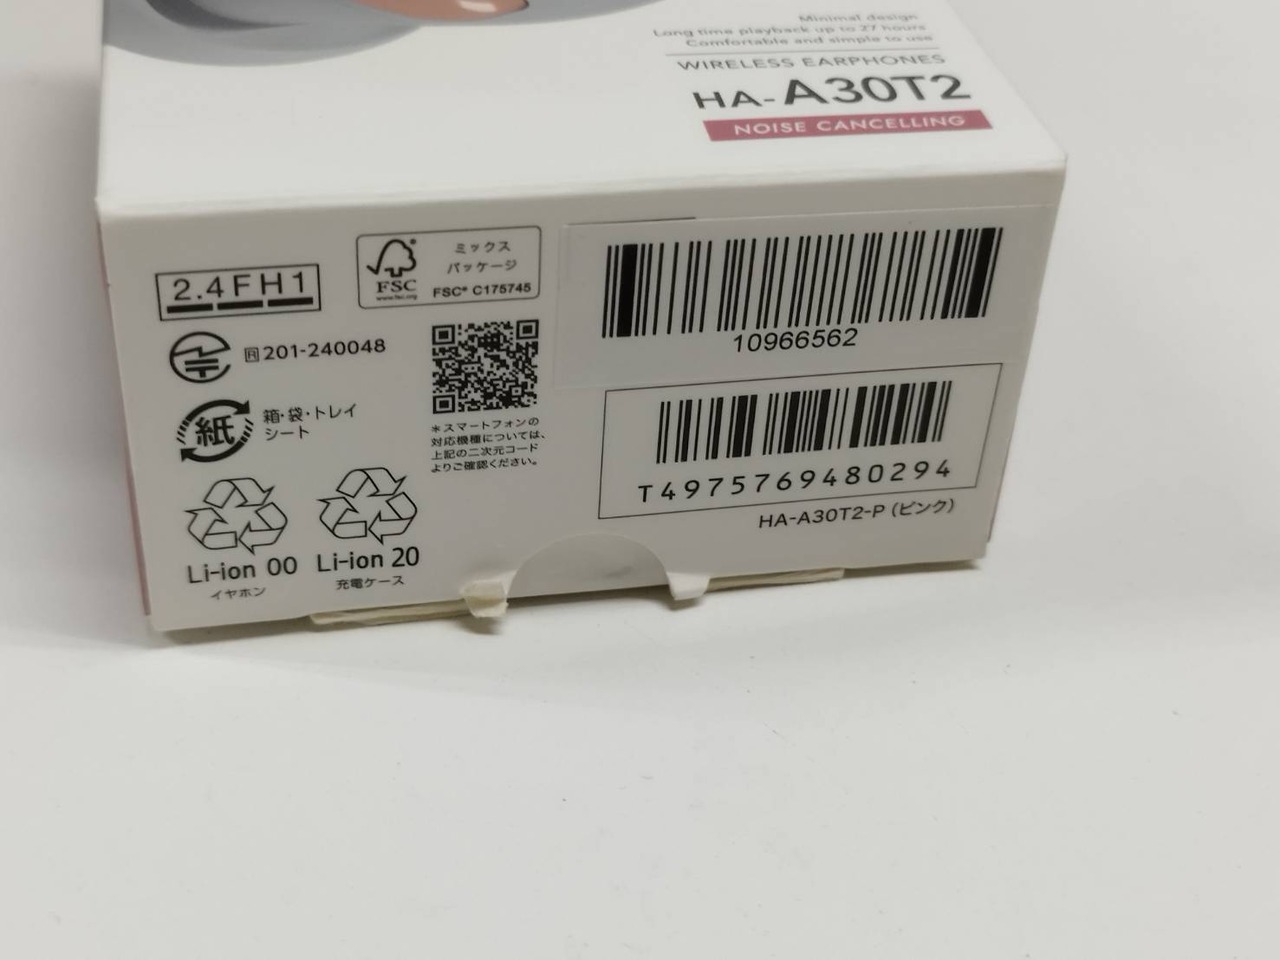 Minimal design
Long time playback up to 27 hours
Comfortable and simple to use
WIRELESS EARPHONES
HA-A30T2
NOISE CANCELLING
2.4FH1
FSC
www.fsc.org
ミックス
パッケージ
FSC® C175745
R 201-240048
紙
箱・袋・トレイ
シート
Li-ion 00
イヤホン
Li-ion 20
充電ケース
＊スマートフォンの
対応機種については、
上記の二次元コード
よりご確認ください。
10966562
T4975769480294
HA-A30T2-P (ピンク)